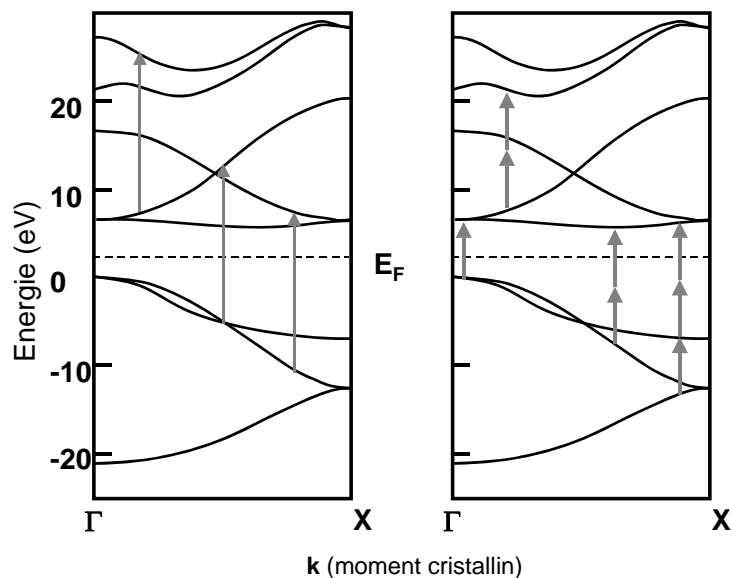 Energie (eV)
20
10
0
-10
-20
E_F
Γ
X
Γ
X
k (moment cristallin)